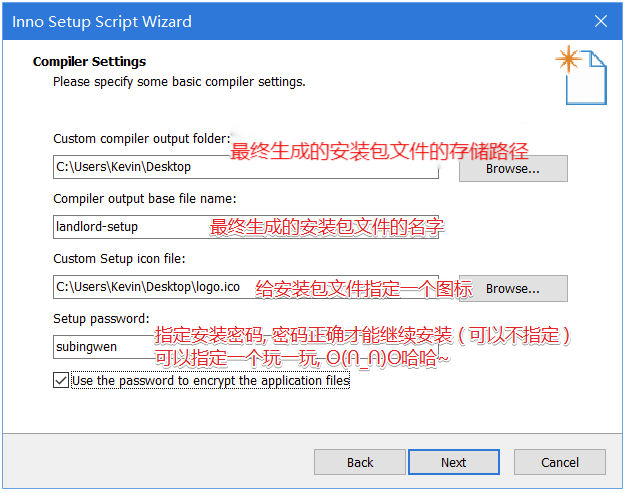 Inno Setup Script Wizard
Compiler Settings
Please specify some basic compiler settings.
Custom compiler output folder:
最终生成的安装包文件的存储路径
C:\Users\Kevin\Desktop
Browse...
Compiler output base file name:
landlord-setup
最终生成的安装包文件的名字
Custom Setup icon file:
C:\Users\Kevin\Desktop\logo.ico
给安装包文件指定一个图标
Browse...
Setup password:
指定安装密码, 密码正确才能继续安装 ( 可以不指定 )
subingwen
可以指定一个玩一玩, O(∩_∩)O哈哈~
Use the password to encrypt the application files
Back
Next
Cancel